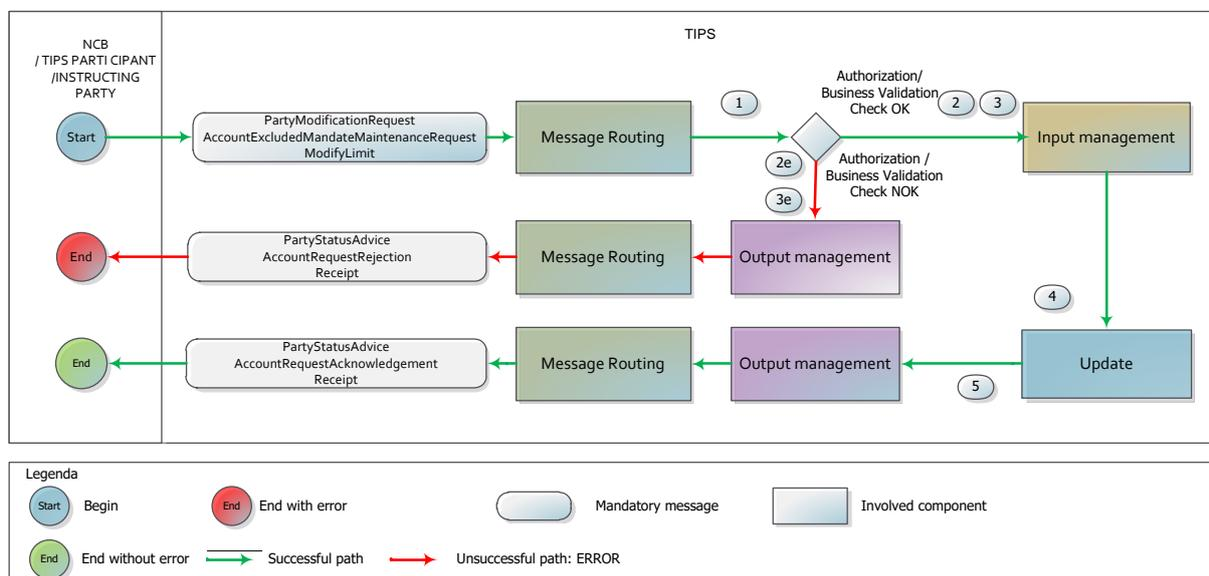 NCB
/ TIPS PARTI CIPANT
/INSTRUCTING
PARTY
TIPS
Start
PartyModificationRequest
AccountExcludedMandateMaintenanceRequest
ModifyLimit
Message Routing
1
Authorization/
Business Validation
Check OK
2
3
Input management
2e
3e
Authorization /
Business Validation
Check NOK
End
PartyStatusAdvice
AccountRequestRejection
Receipt
Message Routing
Output management
4
End
PartyStatusAdvice
AccountRequestAcknowledgement
Receipt
Message Routing
Output management
5
Update
Legenda
Start
Begin
End
End with error
Mandatory message
Involved component
End
End without error
Successful path
Unsuccessful path: ERROR